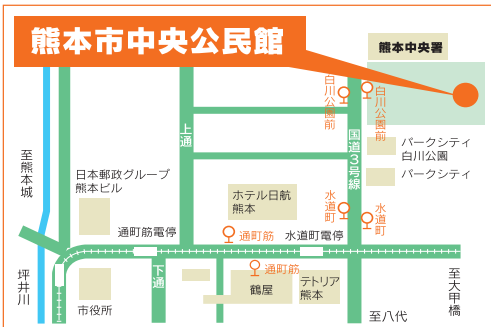 熊本市中央公民館
熊本中央署
白川公園前
白川公園前
上通
国道3号線
パークシティ
白川公園
パークシティ
至熊本城
日本郵政グループ
熊本ビル
ホテル日航
熊本
水道町
水道町
通町筋電停
通町筋
水道町電停
坪井川
市役所
下通
通町筋
鶴屋
テトリア
熊本
至大甲橋
至八代